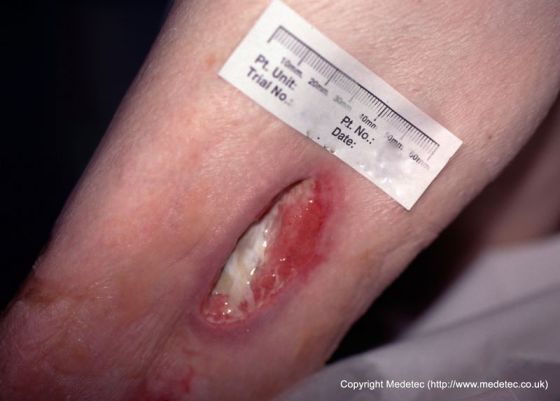 10mm. 20mm. 30mm. 40mm. 50mm. 60mm.
Pt. Unit: Pt. No.:
Trial No.: Date:
Copyright Medetec (http://www.medetec.co.uk)